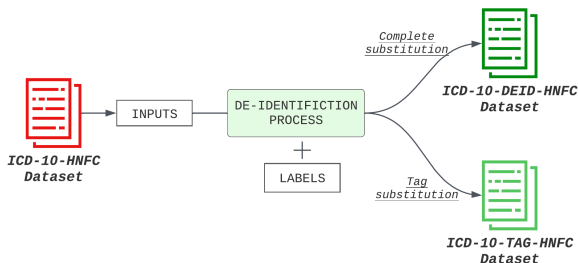 ICD-10-HNFC
Dataset
INPUTS
DE-IDENTIFICTION
PROCESS
LABELS
Complete
substitution
ICD-10-DEID-HNFC
Dataset
Tag
substitution
ICD-10-TAG-HNFC
Dataset